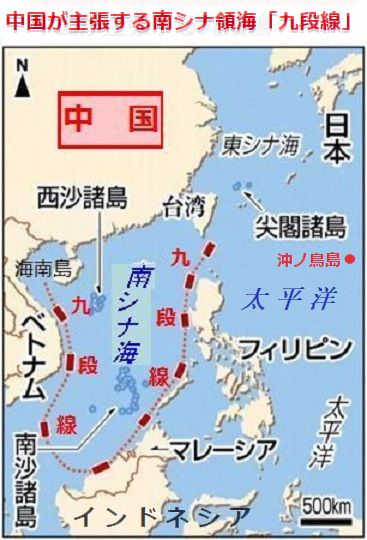 中国が主張する南シナ領海「九段線」
N
中国
日本
東シナ海
西沙諸島
台湾
尖閣諸島
海南島
九
沖ノ鳥島
南シナ海
太平洋
九
段
ベトナム
段
フィリピン
線
線
太平洋
南沙諸島
マレーシア
インドネシア
500km